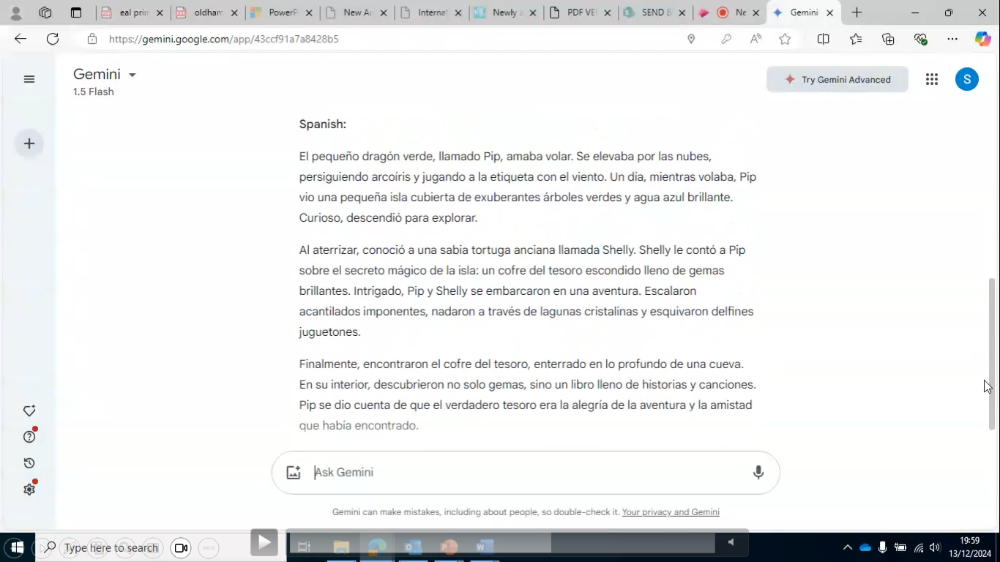 eal prim
oldham
PowerP
New Ar
Internat
Newly a
PDF VE
SEND &
Ne
Gemini
https://gemini.google.com/app/43ccf91a7a8428b5
Gemini
1.5 Flash
Try Gemini Advanced
S
Spanish:
El pequeño dragón verde, llamado Pip, amaba volar. Se elevaba por las nubes,
persiguiendo arcoíris y jugando a la etiqueta con el viento. Un día, mientras volaba, Pip
vio una pequeña isla cubierta de exuberantes árboles verdes y agua azul brillante.
Curioso, descendió para explorar.
Al aterrizar, conoció a una sabia tortuga anciana llamada Shelly. Shelly le contó a Pip
sobre el secreto mágico de la isla: un cofre del tesoro escondido lleno de gemas
brillantes. Intrigado, Pip y Shelly se embarcaron en una aventura. Escalaron
acantilados imponentes, nadaron a través de lagunas cristalinas y esquivaron delfines
juguetones.
Finalmente, encontraron el cofre del tesoro, enterrado en lo profundo de una cueva.
En su interior, descubrieron no solo gemas, sino un libro lleno de historias y canciones.
Pip se dio cuenta de que el verdadero tesoro era la alegría de la aventura y la amistad
que había encontrado.
Ask Gemini
Gemini can make mistakes, including about people, so double-check it. Your privacy and Gemini
Type here to search
19:59
13/12/2024